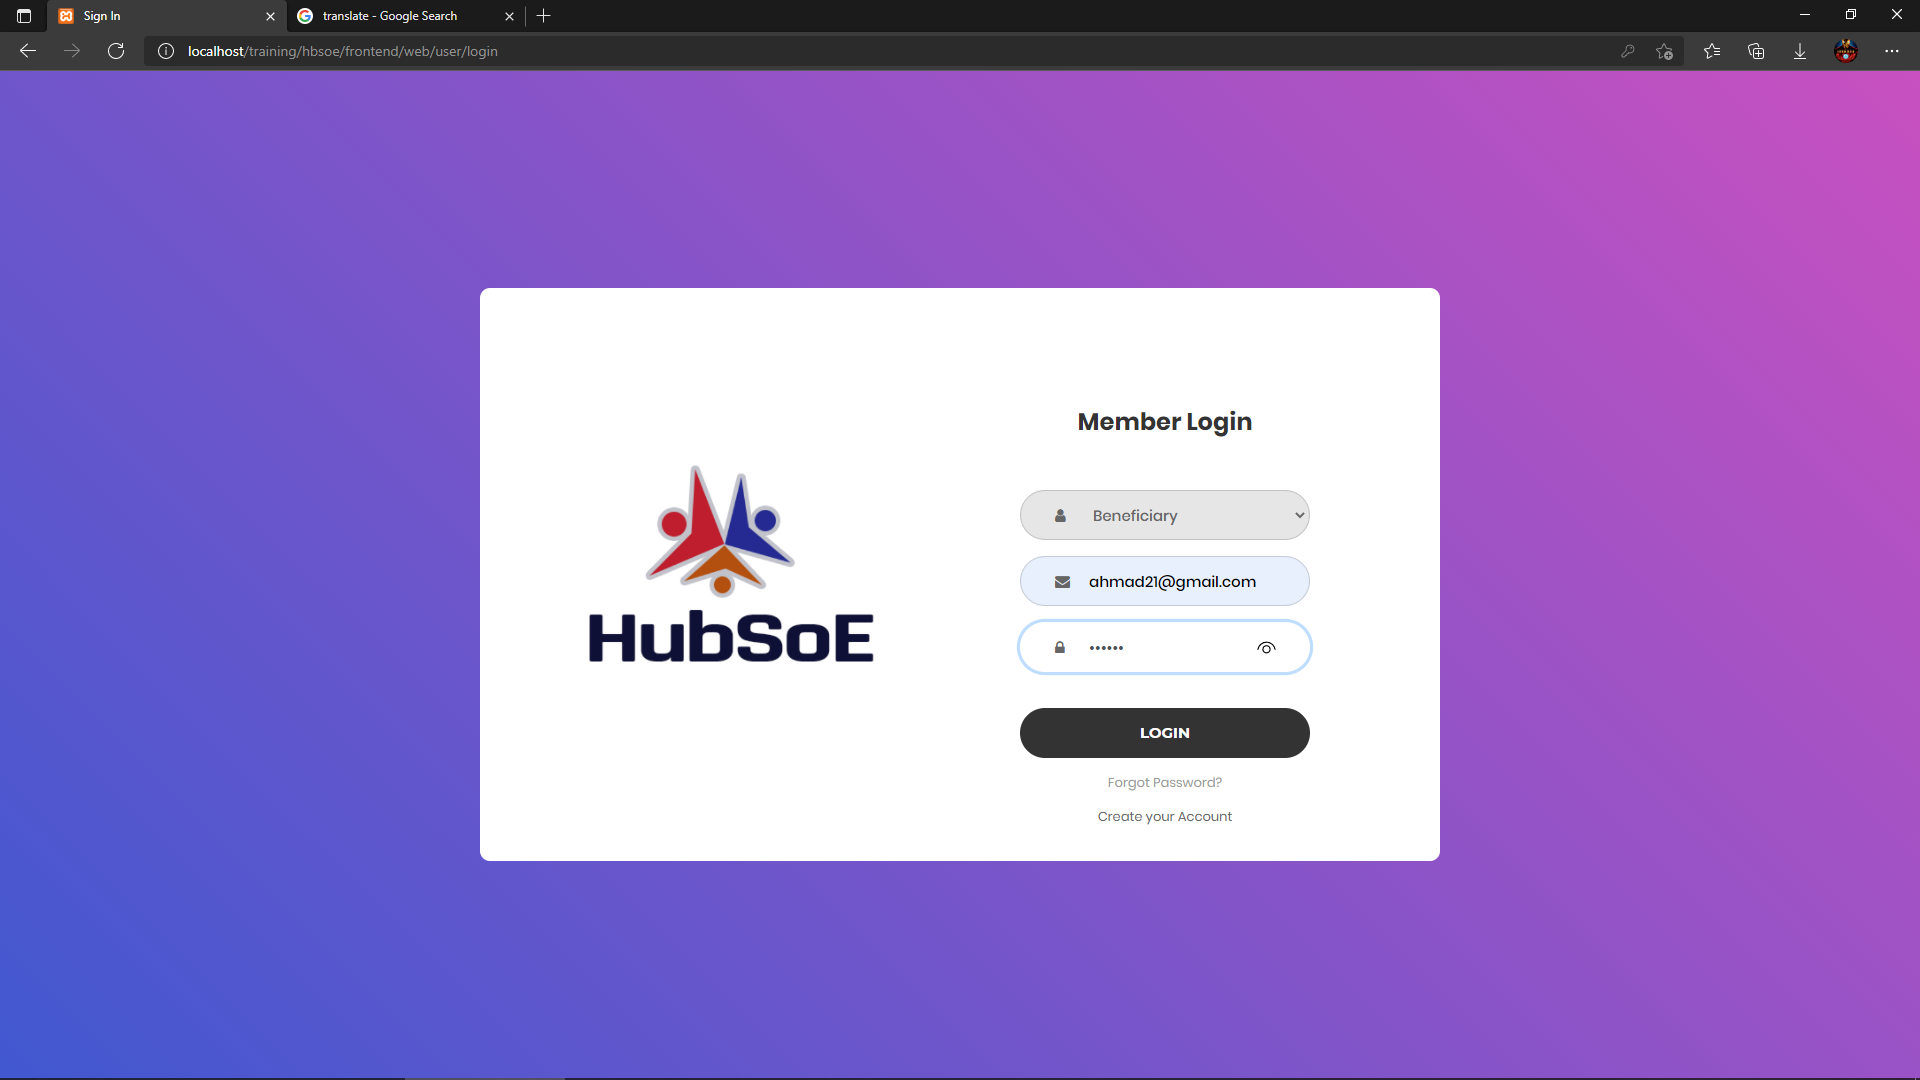 Sign In
translate - Google Search
localhost/training/hbsoe/frontend/web/user/login
Member Login
Beneficiary
ahmad21@gmail.com
••••••
HubSoE
LOGIN
Forgot Password?
Create your Account